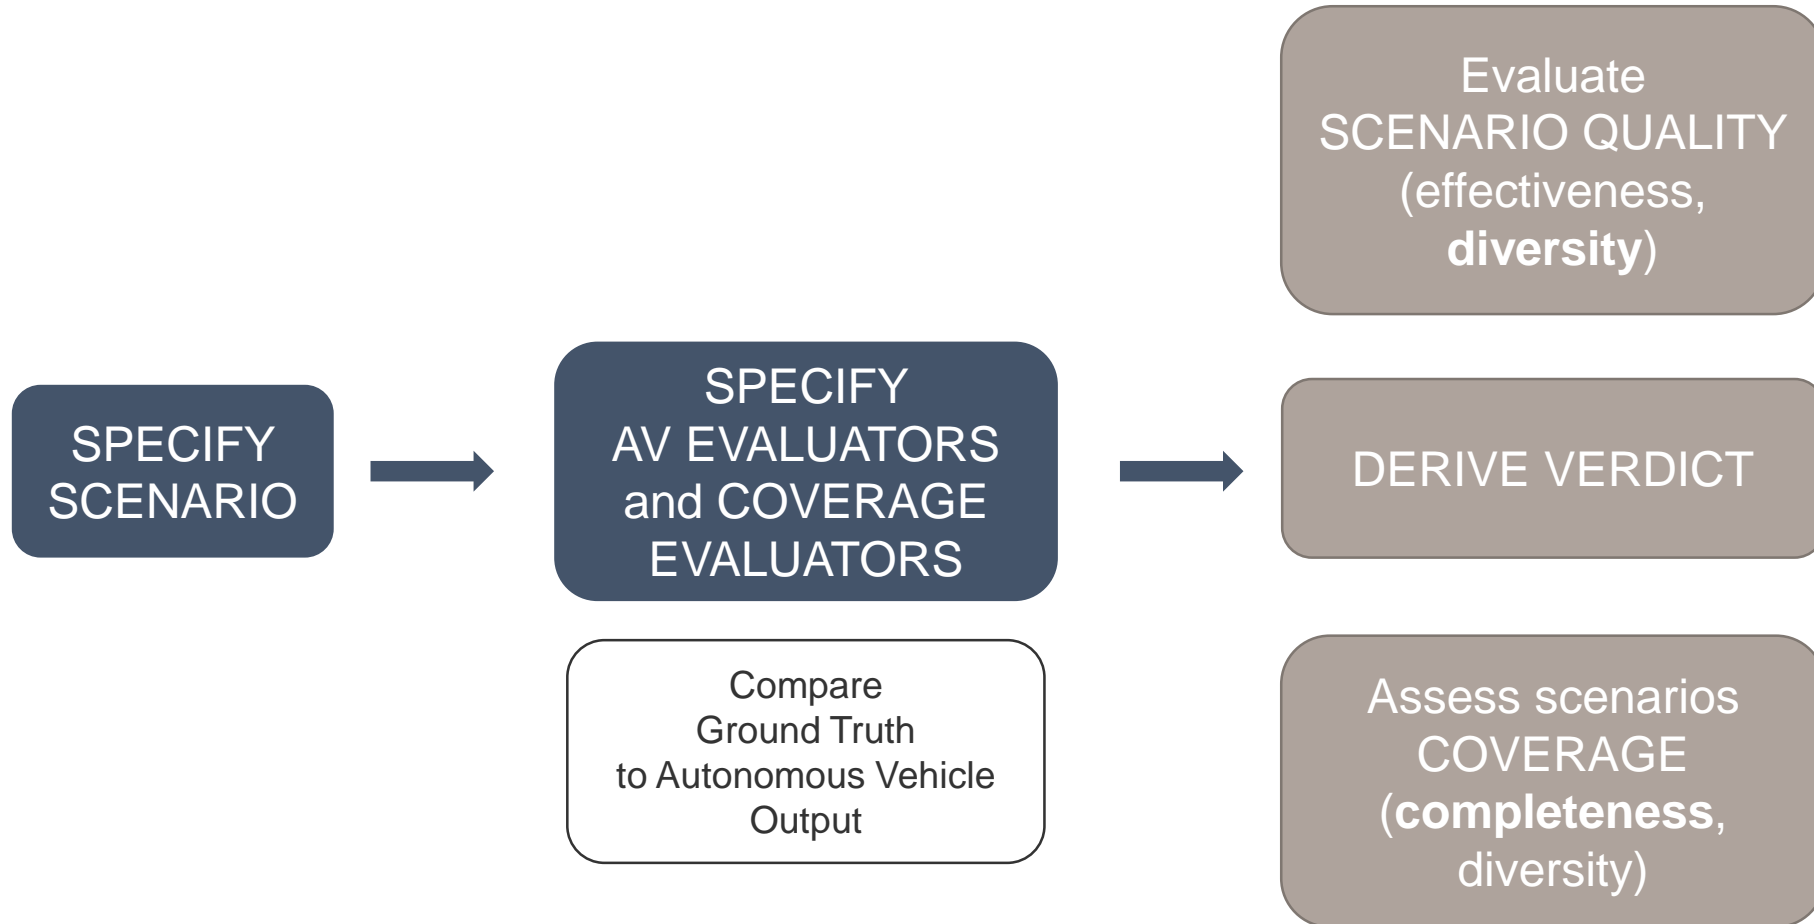 SPECIFY
SCENARIO
SPECIFY
AV EVALUATORS
and COVERAGE
EVALUATORS
Compare
Ground Truth
to Autonomous Vehicle
Output
Evaluate
SCENARIO QUALITY
(effectiveness,
diversity)
DERIVE VERDICT
Assess scenarios
COVERAGE
(completeness,
diversity)